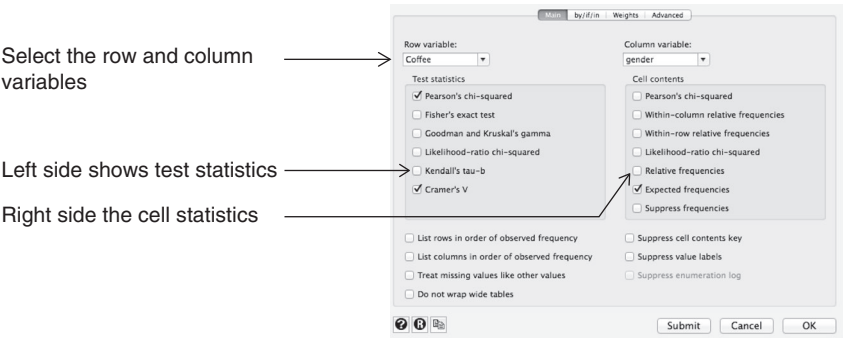 Main by/if/in Weights Advanced
Select the row and column
variables
Row variable: Column variable:
Coffee gender
Test statistics Cell contents
Pearson's chi-squared Pearson's chi-squared
Fisher's exact test Within-column relative frequencies
Goodman and Kruskal's gamma Within-row relative frequencies
Likelihood-ratio chi-squared Likelihood-ratio chi-squared
Left side shows test statistics
Kendall's tau-b Relative frequencies
Cramer's V Expected frequencies
Right side the cell statistics
Suppress frequencies
List rows in order of observed frequency Suppress cell contents key
List columns in order of observed frequency Suppress value labels
Treat missing values like other values Suppress enumeration log
Do not wrap wide tables
? R Submit Cancel OK